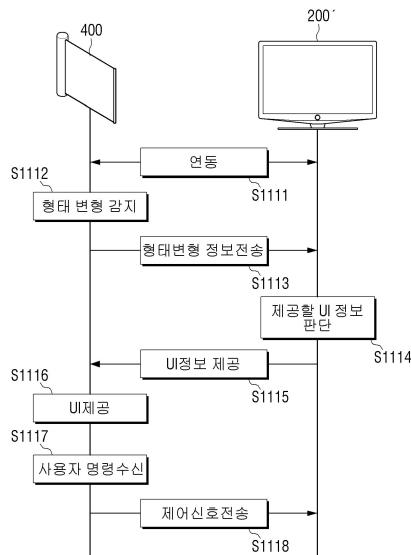 400
200´
연동
S1111
S1112
형태 변형 감지
형태변형 정보전송
S1113
제공할 UI 정보
판단
S1114
UI정보 제공
S1115
S1116
UI제공
S1117
사용자 명령수신
제어신호전송
S1118